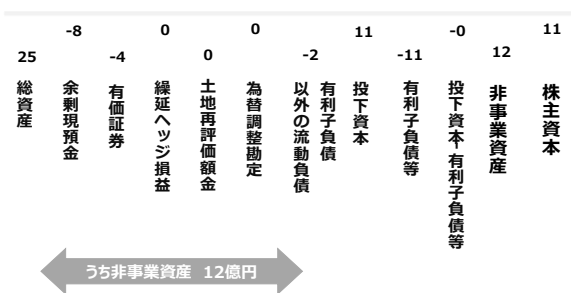 -8 0 0 11 -0 11
25 -4 0 -2 -11 12
総資産
余剰現預金
有価証券
繰延ヘッジ損益
土地再評価額金
為替調整勘定
有利子負債
以外の流動負債
投下資本
有利子負債等
投下資本-有利子負債等
非事業資産
株主資本
うち非事業資産 12億円